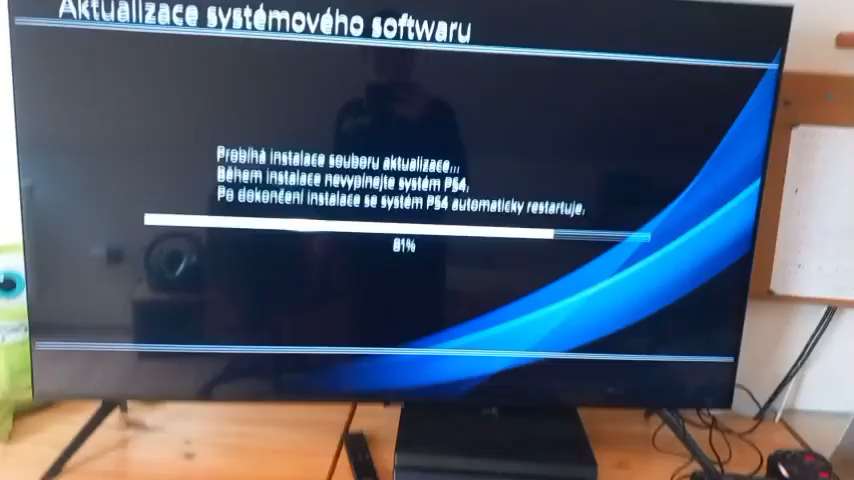 Aktualizace systémového softwaru
Probíhá instalace souboru aktualizace...
Během instalace nevypínejte systém PS4.
Po dokončení instalace se systém PS4 automaticky restartuje.
81%